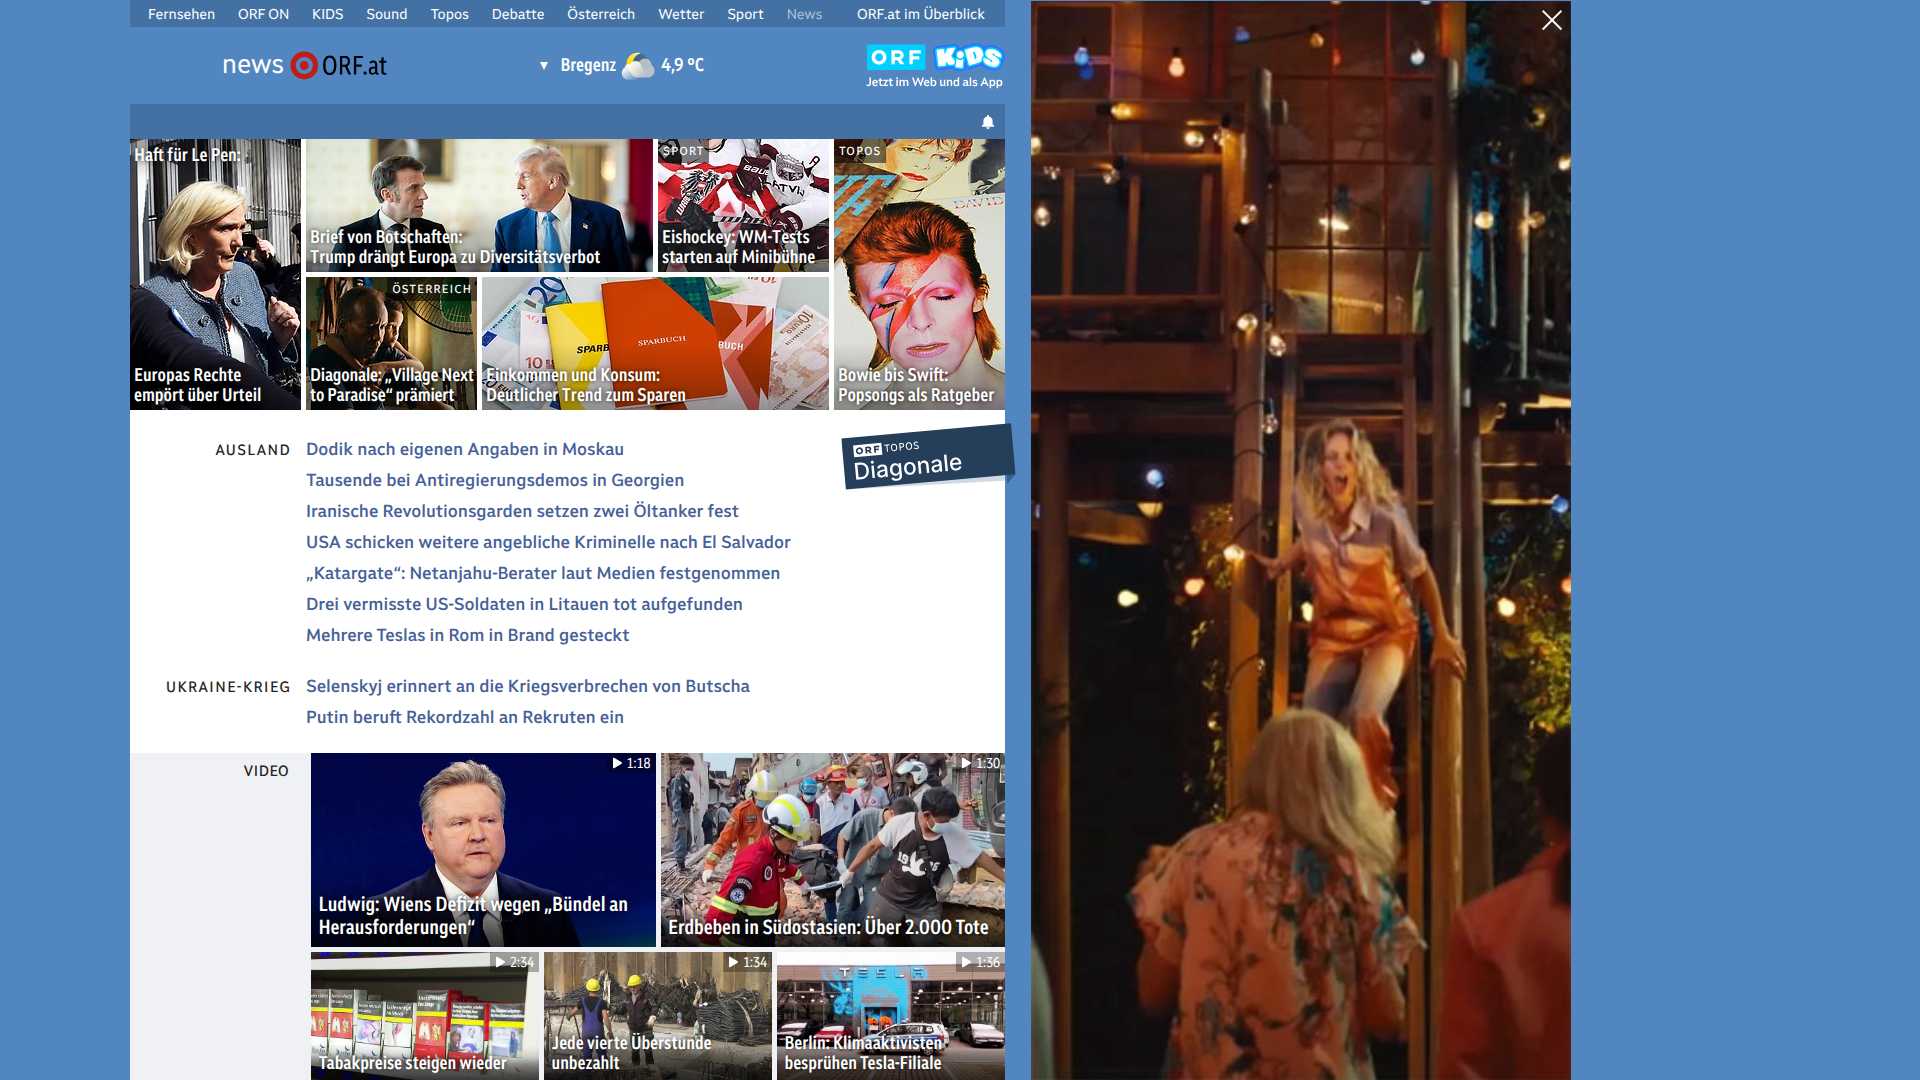 Fernsehen ORF ON KIDS Sound Topos Debatte Österreich Wetter Sport News ORF.at im Überblick
news ORF.at
▼ Bregenz 4,9 °C
ORF KiDS
Jetzt im Web und als App
Haft für Le Pen:
Europas Rechte
empört über Urteil
Brief von Botschaften:
Trump drängt Europa zu Diversitätsverbot
SPORT
Eishockey: WM-Tests
starten auf Minibühne
TOPOS
DAVID
Bowie bis Swift:
Popsongs als Ratgeber
ÖSTERREICH
Diagonale: „Village Next
to Paradise“ prämiert
SPARBUCH
BUCH
Einkommen und Konsum:
Deutlicher Trend zum Sparen
AUSLAND
Dodik nach eigenen Angaben in Moskau
Tausende bei Antiregierungsdemos in Georgien
Iranische Revolutionsgarden setzen zwei Öltanker fest
USA schicken weitere angebliche Kriminelle nach El Salvador
„Katargate“: Netanjahu-Berater laut Medien festgenommen
Drei vermisste US-Soldaten in Litauen tot aufgefunden
Mehrere Teslas in Rom in Brand gesteckt
ORF TOPOS
Diagonale
UKRAINE-KRIEG
Selenskyj erinnert an die Kriegsverbrechen von Butscha
Putin beruft Rekordzahl an Rekruten ein
VIDEO
1:18
Ludwig: Wiens Defizit wegen „Bündel an
Herausforderungen“
1:30
Erdbeben in Südostasien: Über 2.000 Tote
2:34
Tabakpreise steigen wieder
1:34
Jede vierte Überstunde
unbezahlt
1:36
TESLA
Berlin: Klimaaktivisten
besprühen Tesla-Filiale